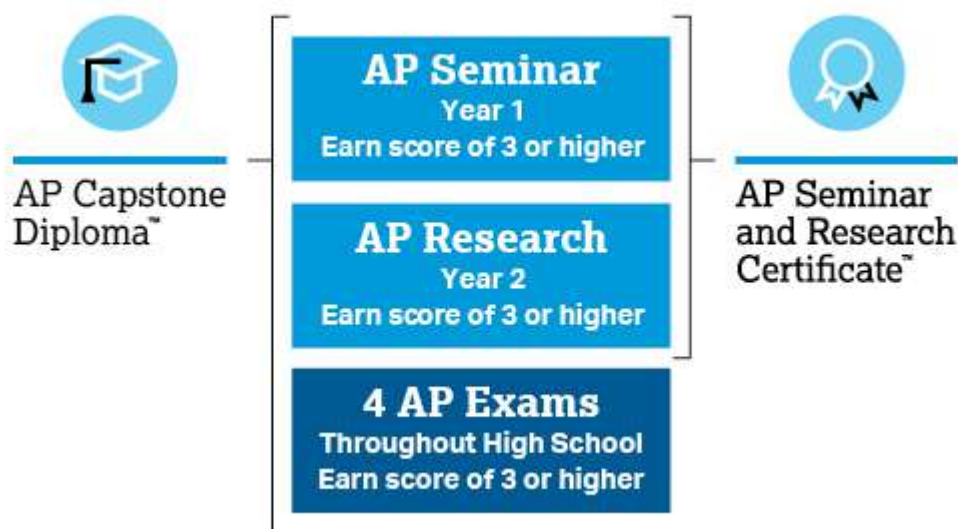 AP Capstone
Diploma™
AP Seminar
Year 1
Earn score of 3 or higher
AP Research
Year 2
Earn score of 3 or higher
4 AP Exams
Throughout High School
Earn score of 3 or higher
AP Seminar
and Research
Certificate™